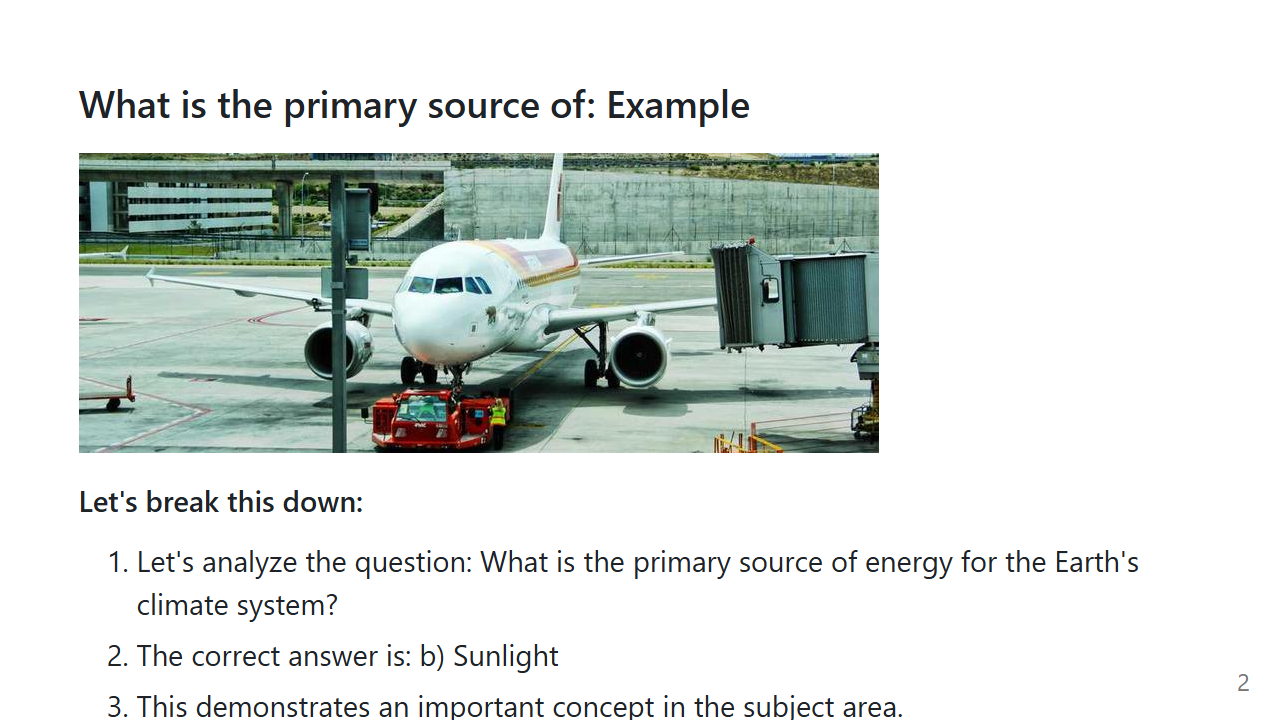 What is the primary source of: Example
Let's break this down:
1. Let's analyze the question: What is the primary source of energy for the Earth's
climate system?
2. The correct answer is: b) Sunlight
3. This demonstrates an important concept in the subject area.
2